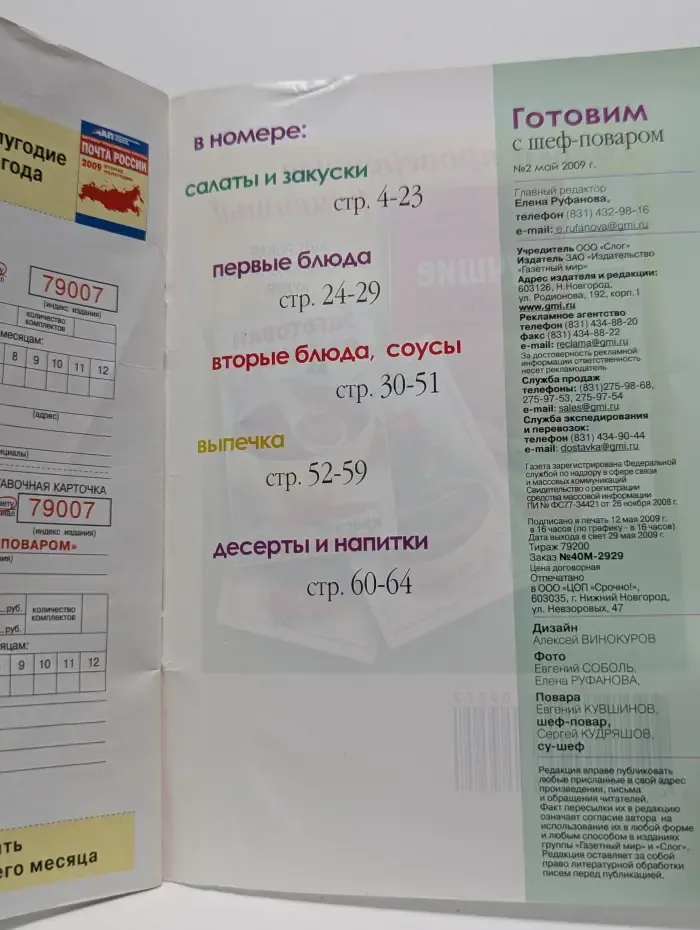 лугодие
года
ПОЧТА РОССИИ
2009
79007
(индекс издания)
количество
комплектов
месяцам:
8 9 10 11 12
(адрес)
АВОЧНАЯ КАРТОЧКА
79007
(индекс издания)
ПОВАРОМ»
руб.
количество
комплектов
руб.
яцам:
9 10 11 12
ть
его месяца
в номере:
салаты и закуски
стр. 4-23
первые блюда
стр. 24-29
вторые блюда, соусы
стр. 30-51
выпечка
стр. 52-59
десерты и напитки
стр. 60-64
Готовим
с шеф-поваром
№2 май 2009 г.
Главный редактор
Елена Руфанова,
телефон (831) 432-98-16
e-mail: e.rufanova@gmi.ru
Учредитель ООО «Слог»
Издатель ЗАО «Издательство
«Газетный мир»
Адрес издателя и редакции:
603126, Н.Новгород,
ул. Родионова, 192, корп.1
www.gmi.ru
Рекламное агентство
телефон (831) 434-88-20
факс (831) 434-88-22
e-mail: reclama@gmi.ru
За достоверность рекламной
информации ответственность
несет рекламодатель
Служба продаж
телефоны: (831)275-98-68,
275-97-53, 275-97-54
e-mail: sales@gmi.ru
Служба экспедирования
и перевозок:
телефон (831) 434-90-44
e-mail: dostavka@gmi.ru
Газета зарегистрирована Федеральной
службой по надзору в сфере связи
и массовых коммуникаций
Свидетельство о регистрации
средства массовой информации
ПИ № ФС77-34421 от 26 ноября 2008 г.
Подписано в печать 12 мая 2009 г.
в 16 часов (по графику - в 16 часов)
Дата выхода в свет 29 мая 2009 г.
Тираж 79200
Заказ №40М-2929
Цена договорная
Отпечатано
в ООО «ЦОП «Срочно!»,
603035, г. Нижний Новгород,
ул. Невзоровых, 47
Дизайн
Алексей ВИНОКУРОВ
Фото
Евгений СОБОЛЬ,
Елена РУФАНОВА,
Повара
Евгений КУВШИНОВ,
шеф-повар,
Сергей КУДРЯШОВ,
су-шеф
Редакция вправе публиковать
любые присланные в свой адрес
произведения, письма
и обращения читателей.
Факт пересылки их в редакцию
означает согласие автора на
использование их в любой форме
и любым способом в изданиях
группы «Газетный мир» и «Слог».
Редакция оставляет за собой
право литературной обработки
писем перед публикацией.